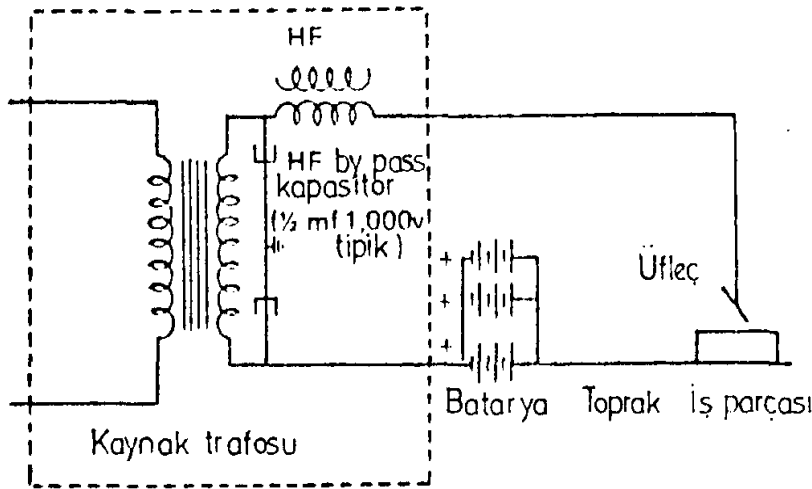 HF
HF by pass
kapasitör
(½ mf 1,000v
tipik)
+
+
+
Üfleç
Batarya
Toprak
İş parçası
Kaynak trafosu